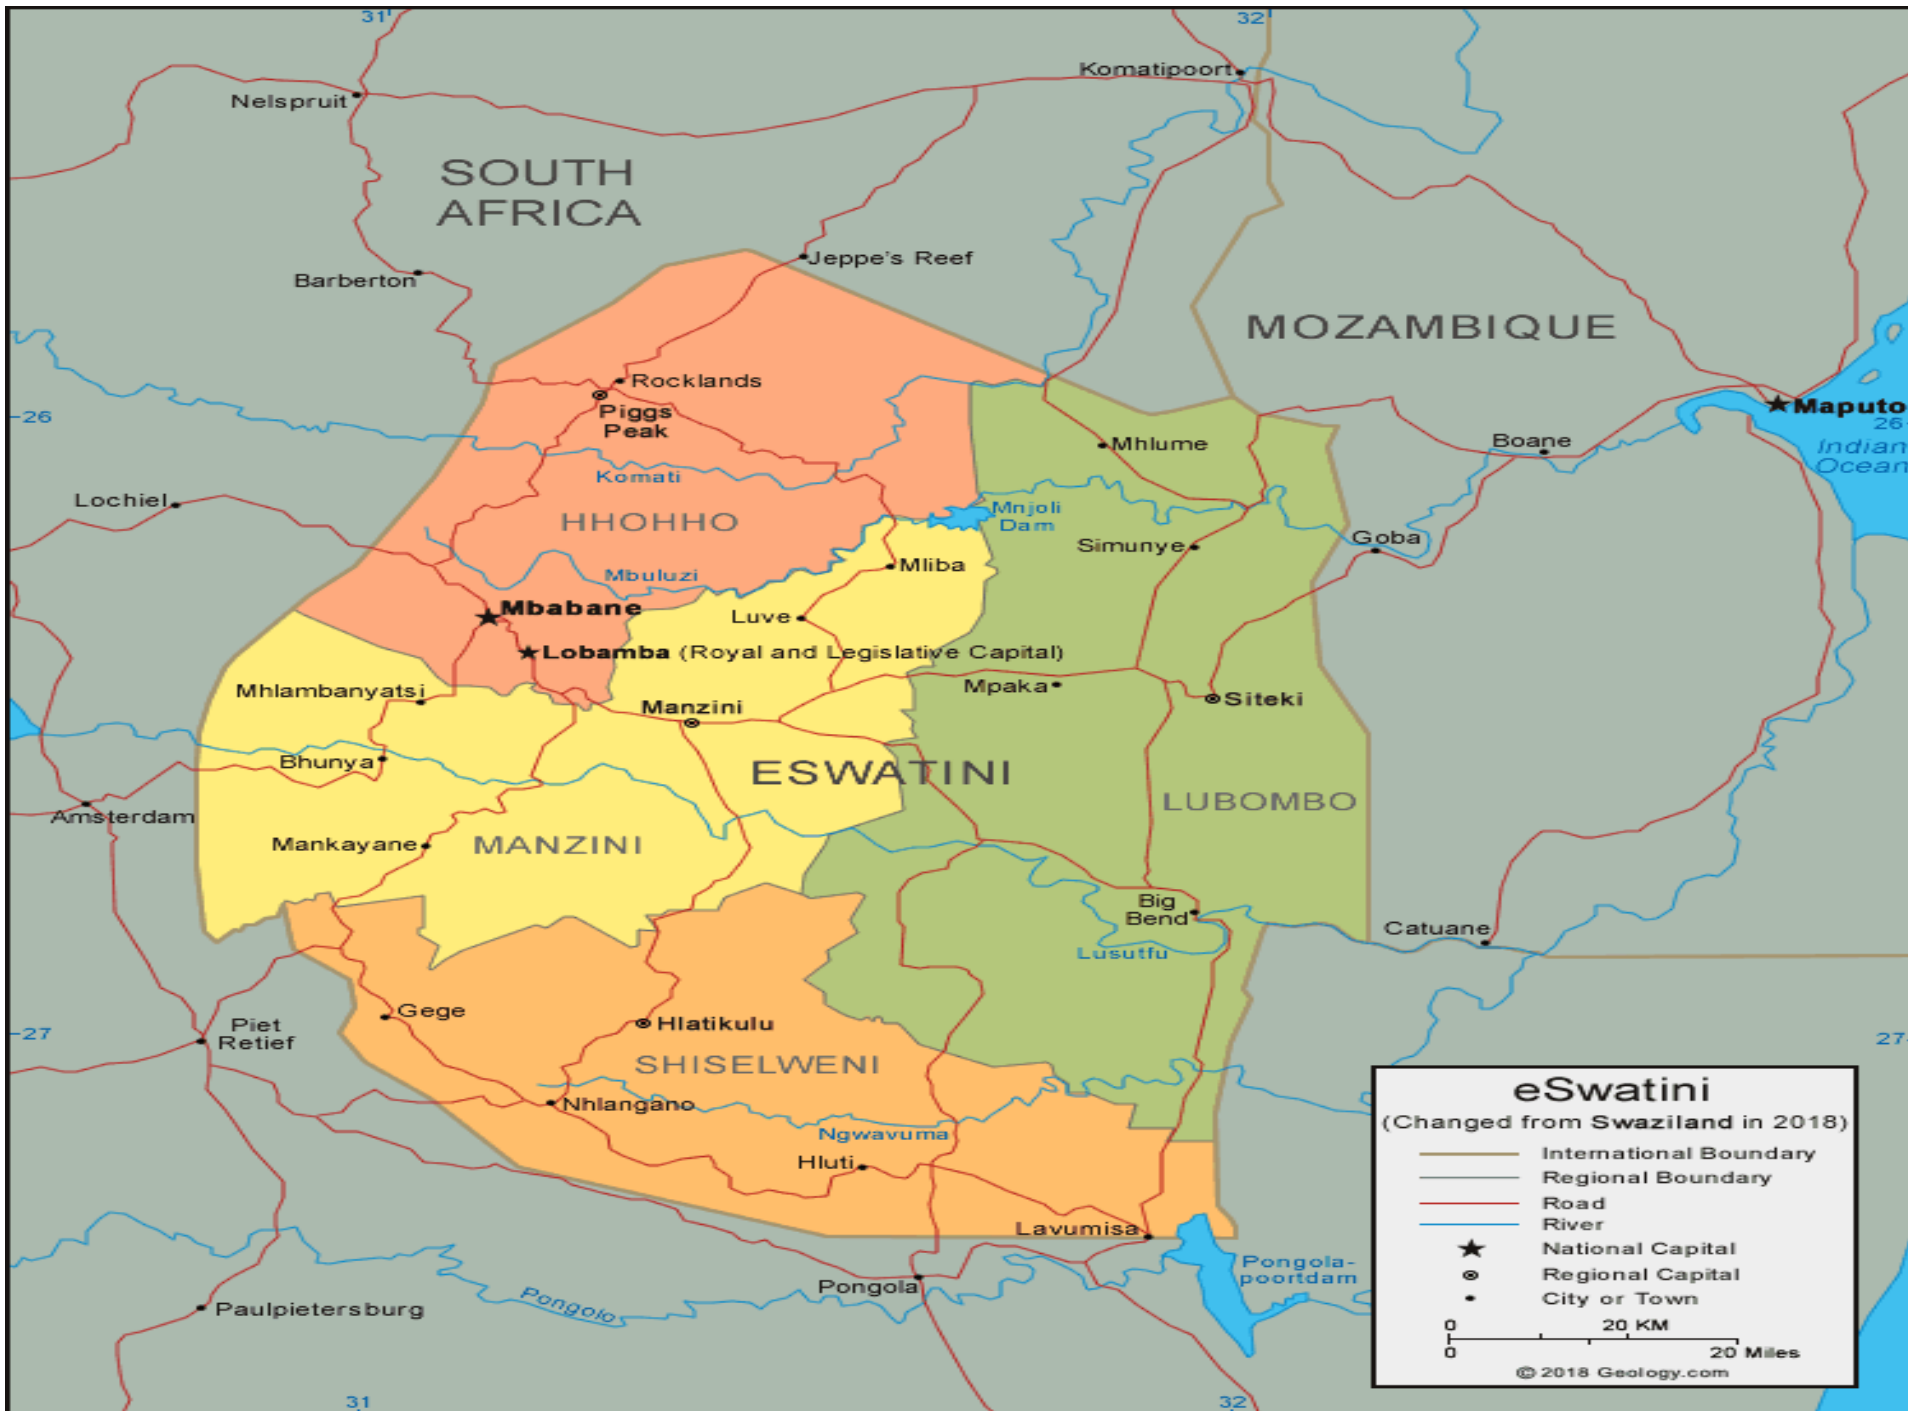 31'
32'
Komatipoort
Nelspruit
SOUTH
AFRICA
Jeppe's Reef
Barberton
MOZAMBIQUE
Rocklands
Piggs
Peak
Maputo
26
26
Indian
Ocean
Mhlume
Boane
Komati
Lochiel
HHOHHO
Mnjoli
Dam
Simunye
Goba
Mliba
Mbuluzi
Mbabane
Luve
Lobamba (Royal and Legislative Capital)
Mhlambanyatsi
Mpaka
Siteki
Manzini
Bhunya
ESWATINI
LUBOMBO
Amsterdam
Mankayane
MANZINI
Big
Bend
Catuane
Lusutfu
Gege
Piet
Retief
Hlatikulu
27
27
SHISELWENI
Nhlangano
Ngwavuma
Hluti
Lavumisa
Pongola-
poortdam
Pongola
Paulpietersburg
Pongolo
31
32
eSwatini
(Changed from Swaziland in 2018)
International Boundary
Regional Boundary
Road
River
National Capital
Regional Capital
City or Town
0 20 KM
0 20 Miles
© 2018 Geology.com